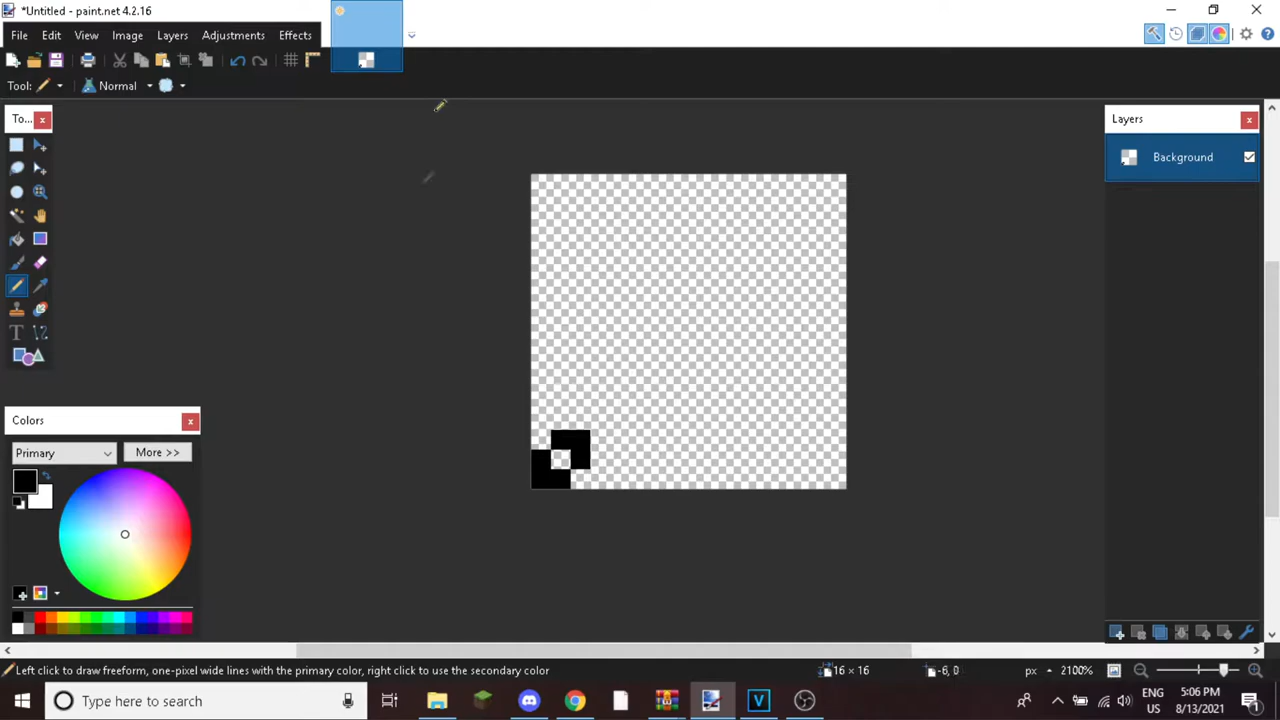 *Untitled - paint.net 4.2.16
File Edit View Image Layers Adjustments Effects
Tool: Normal
To...
Layers
Background
Colors
Primary
More >>
Left click to draw freeform, one-pixel wide lines with the primary color, right click to use the secondary color
16 × 16
-6, 0
px
2100%
Type here to search
V
ENG
US
5:06 PM
8/13/2021
1